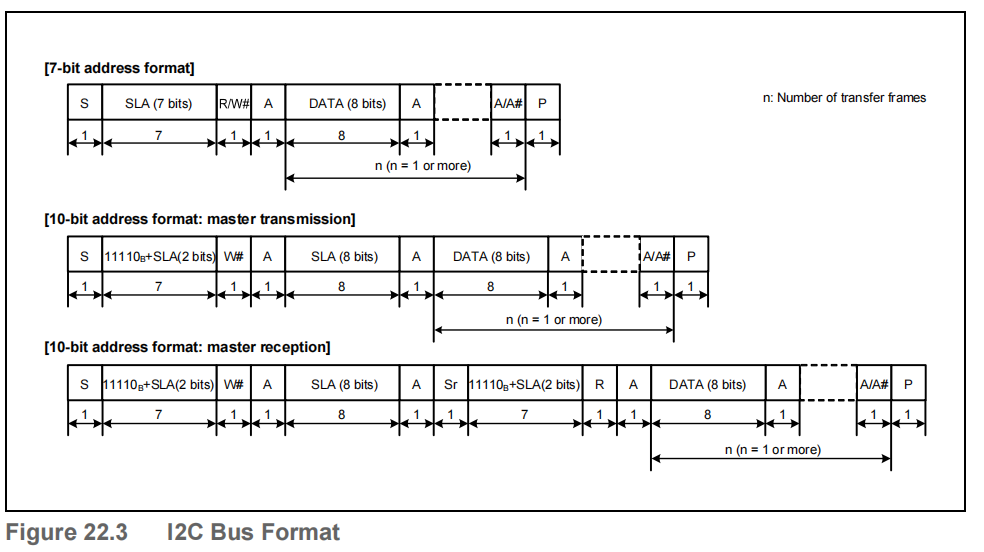 [7-bit address format]
S SLA (7 bits) R/W# A DATA (8 bits) A A/A# P
n: Number of transfer frames
1 7 1 1 8 1 1 1
n (n = 1 or more)
[10-bit address format: master transmission]
S 11110B+SLA(2 bits) W# A SLA (8 bits) A DATA (8 bits) A A/A# P
1 7 1 1 8 1 8 1 1 1
n (n = 1 or more)
[10-bit address format: master reception]
S 11110B+SLA(2 bits) W# A SLA (8 bits) A Sr 11110B+SLA(2 bits) R A DATA (8 bits) A A/A# P
1 7 1 1 8 1 1 7 1 1 8 1 1 1
n (n = 1 or more)
Figure 22.3 I2C Bus Format